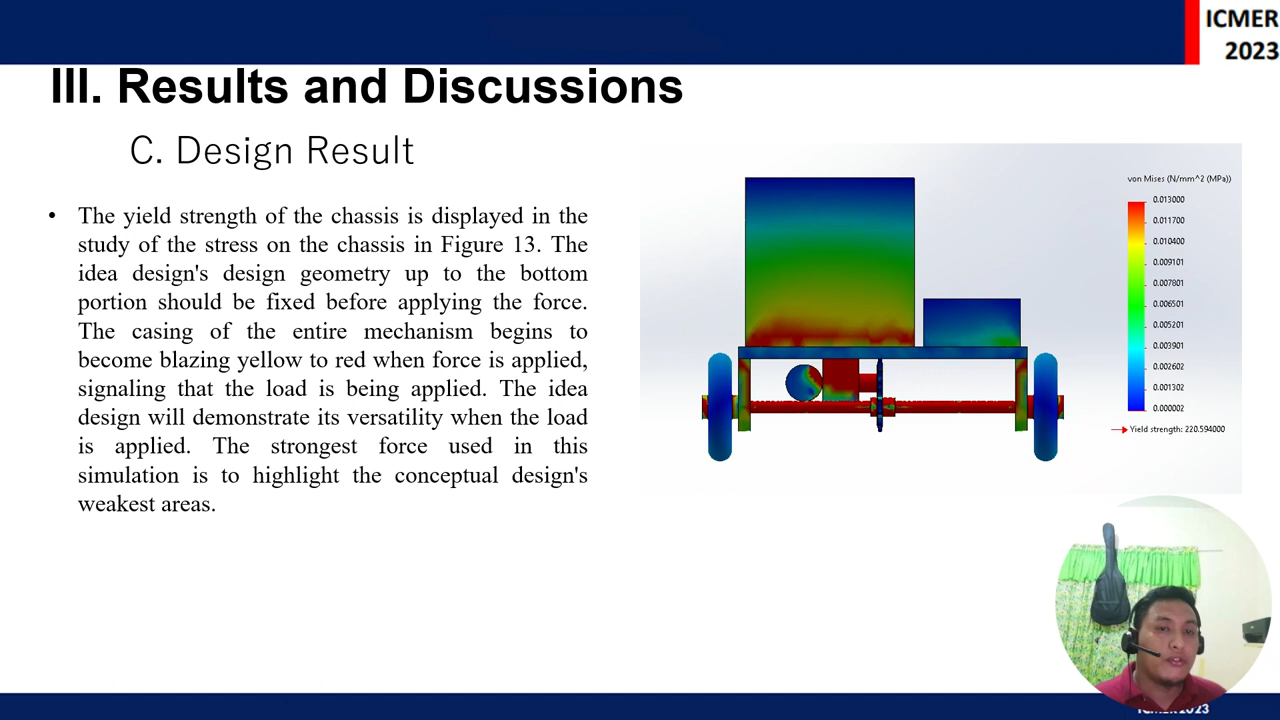 ICMER
2023
III. Results and Discussions
C. Design Result
• The yield strength of the chassis is displayed in the
study of the stress on the chassis in Figure 13. The
idea design's design geometry up to the bottom
portion should be fixed before applying the force.
The casing of the entire mechanism begins to
become blazing yellow to red when force is applied,
signaling that the load is being applied. The idea
design will demonstrate its versatility when the load
is applied. The strongest force used in this
simulation is to highlight the conceptual design's
weakest areas.
von Mises (N/mm^2 (MPa))
0.013000
0.011700
0.010400
0.009101
0.007801
0.006501
0.005201
0.003901
0.002602
0.001302
0.000002
Yield strength: 220.594000